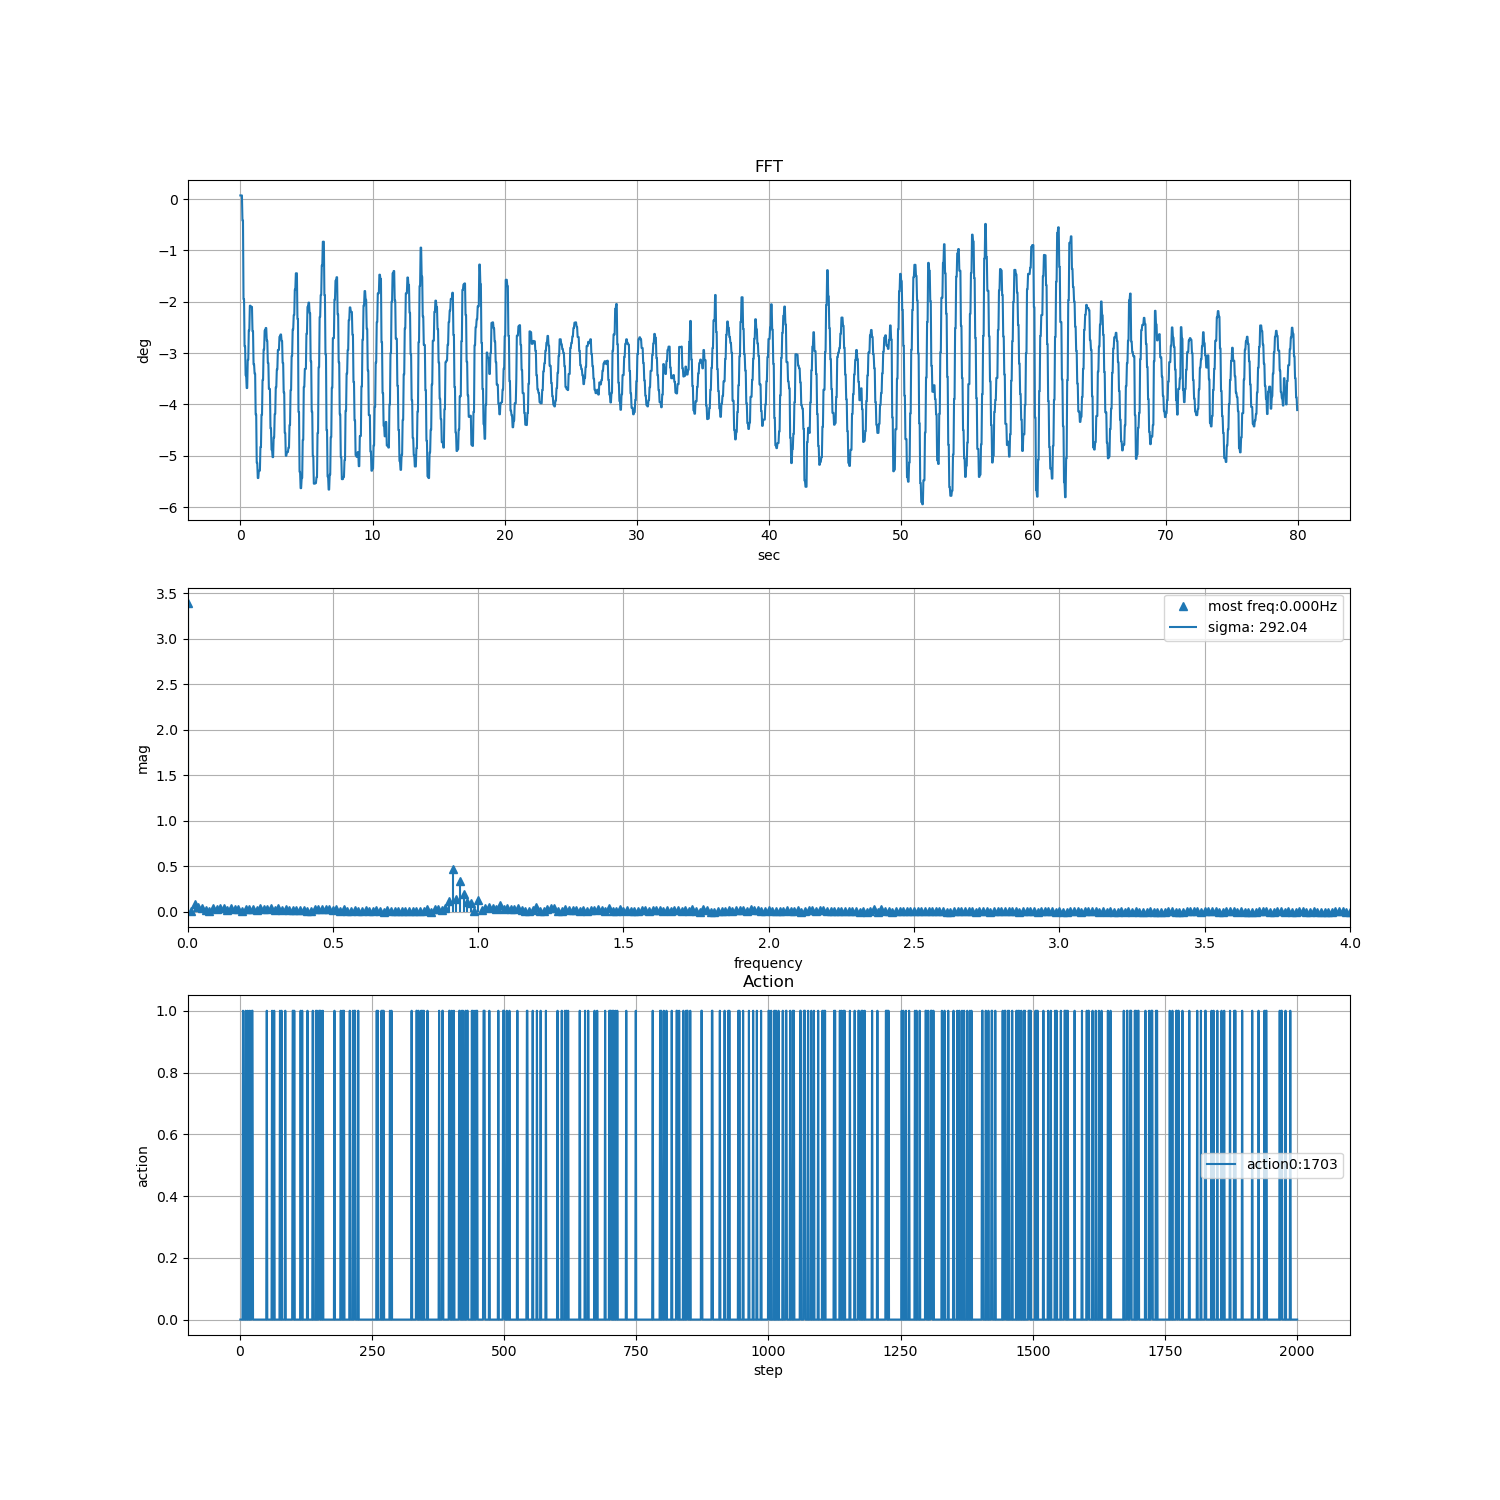 FFT
0
−1
−2
−3
−4
−5
−6
deg
0 10 20 30 40 50 60 70 80
sec
3.5
3.0
2.5
2.0
1.5
1.0
0.5
0.0
mag
most freq:0.000Hz
sigma: 292.04
0.0 0.5 1.0 1.5 2.0 2.5 3.0 3.5 4.0
frequency
Action
1.0
0.8
0.6
0.4
0.2
0.0
action
action0:1703
0 250 500 750 1000 1250 1500 1750 2000
step